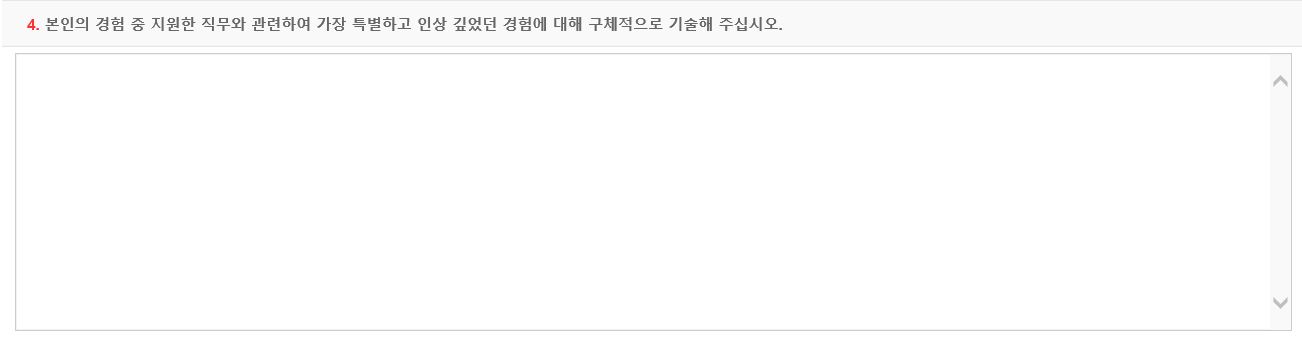 4. 본인의 경험 중 지원한 직무와 관련하여 가장 특별하고 인상 깊었던 경험에 대해 구체적으로 기술해 주십시오.